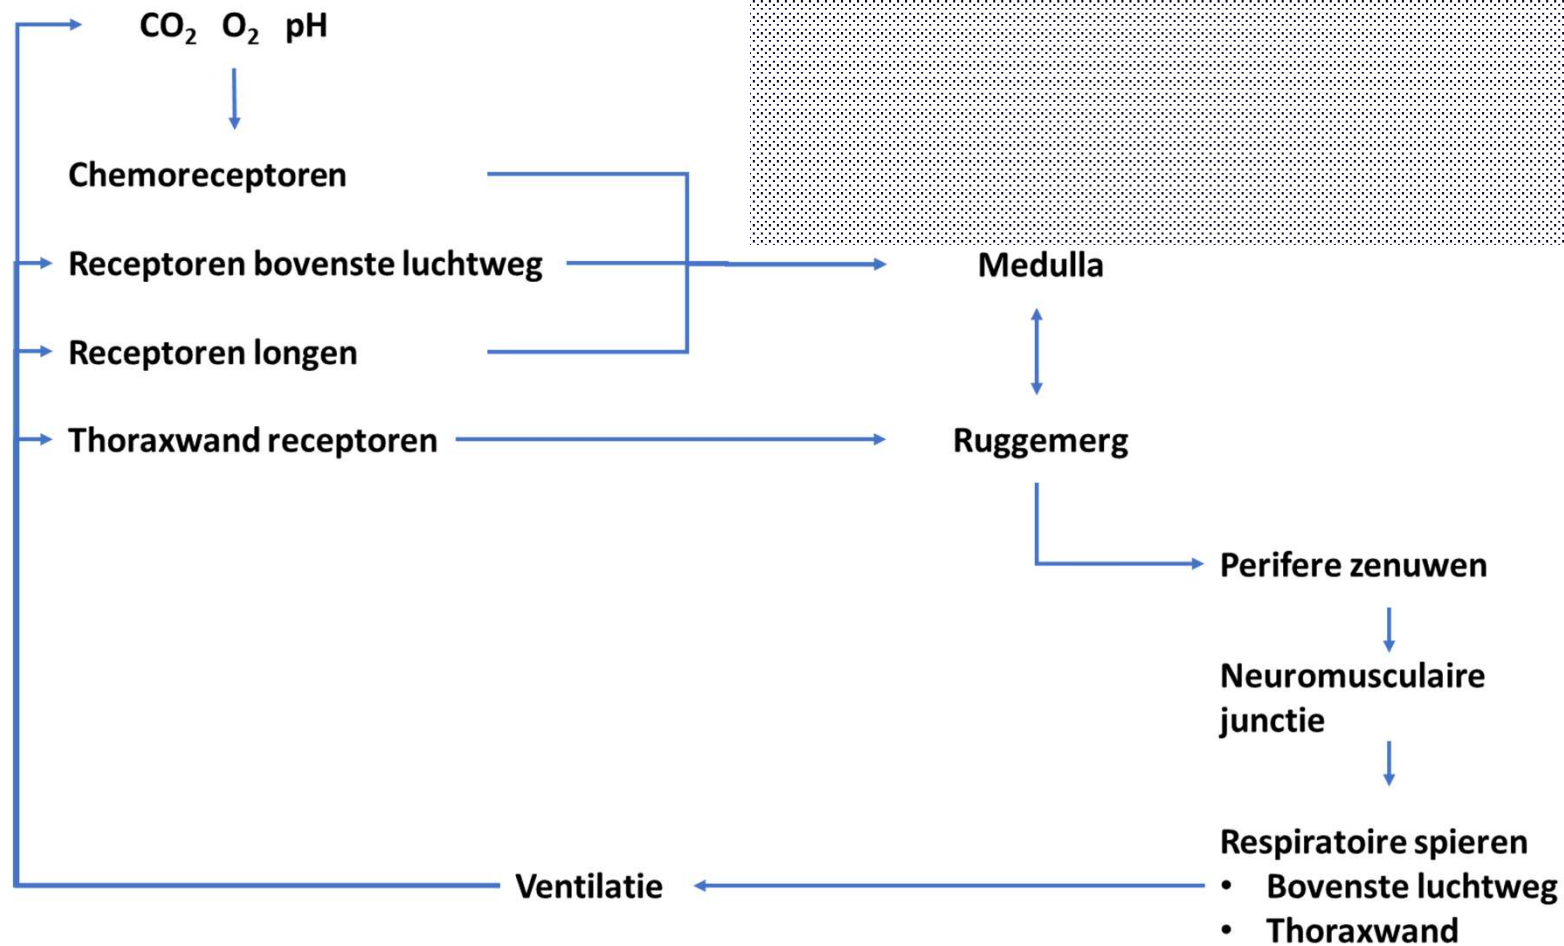 CO₂ O₂ pH
Chemoreceptoren
Receptoren bovenste luchtweg
Medulla
Receptoren longen
Thoraxwand receptoren
Ruggemerg
Perifere zenuwen
Neuromusculaire
junctie
Respiratoire spieren
Ventilatie
• Bovenste luchtweg
• Thoraxwand